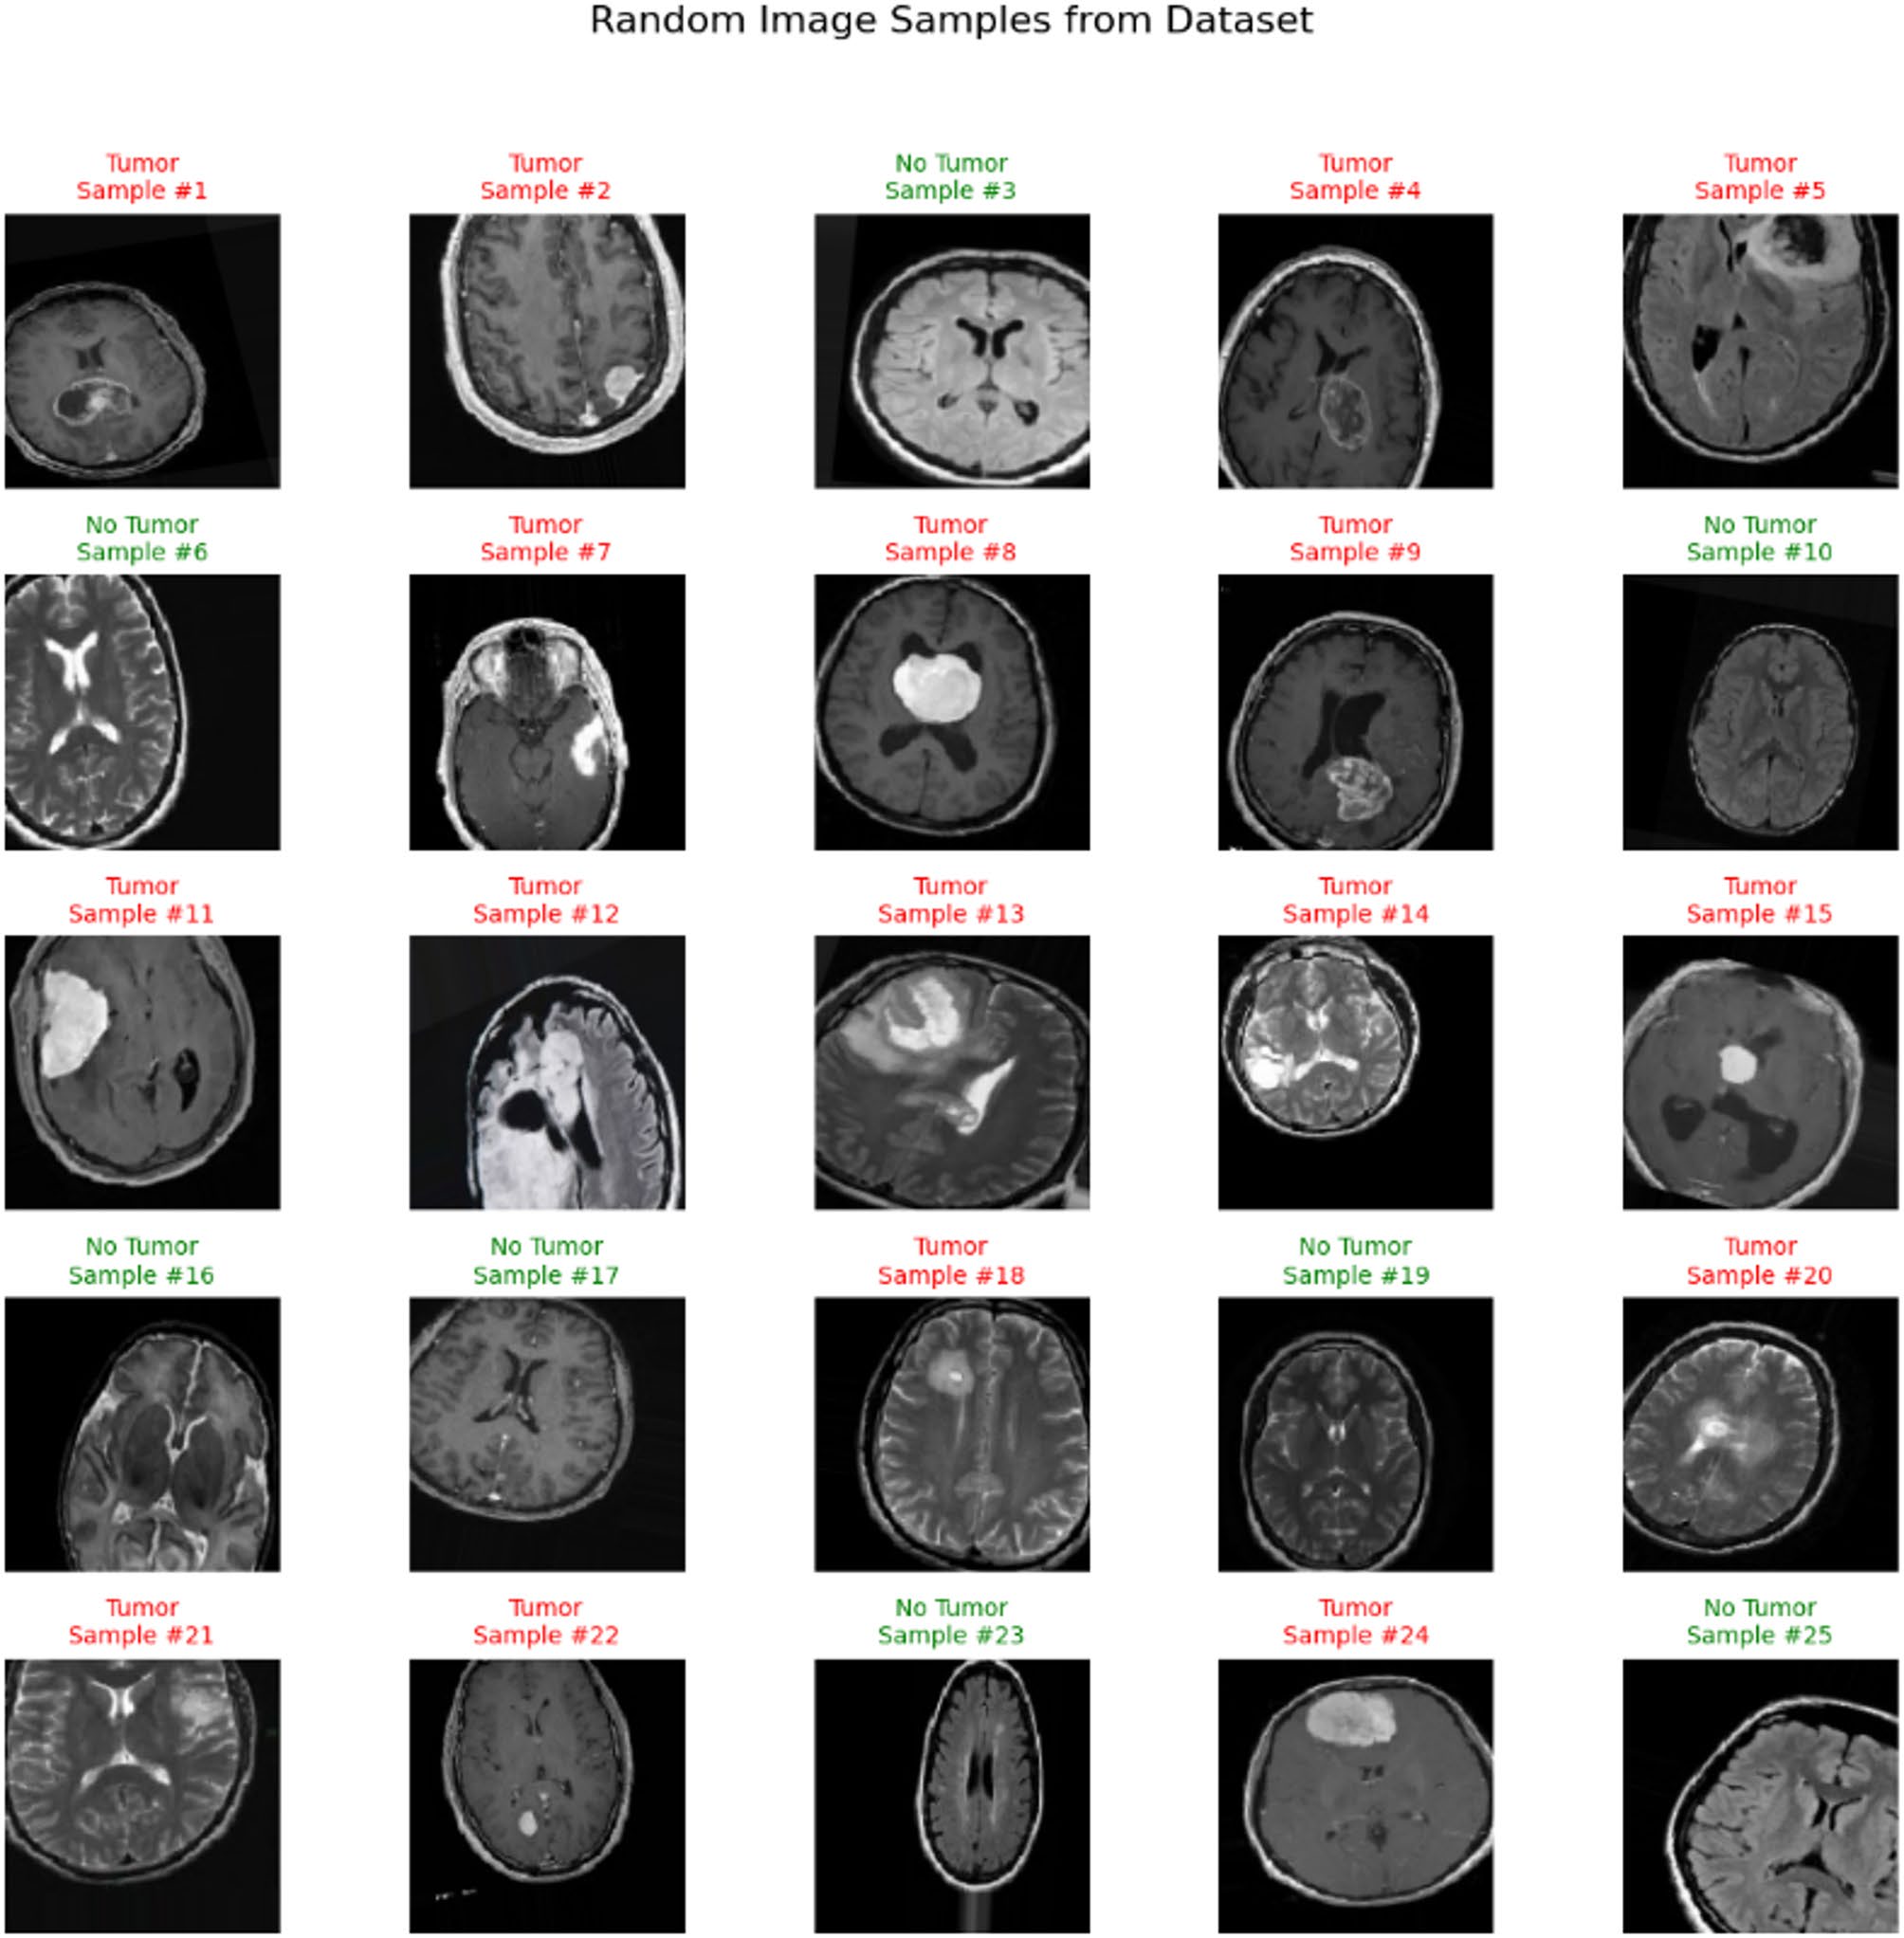 Random Image Samples from Dataset
Tumor
Sample #1
Tumor
Sample #2
No Tumor
Sample #3
Tumor
Sample #4
Tumor
Sample #5
No Tumor
Sample #6
Tumor
Sample #7
Tumor
Sample #8
Tumor
Sample #9
No Tumor
Sample #10
Tumor
Sample #11
Tumor
Sample #12
Tumor
Sample #13
Tumor
Sample #14
Tumor
Sample #15
No Tumor
Sample #16
No Tumor
Sample #17
Tumor
Sample #18
No Tumor
Sample #19
Tumor
Sample #20
Tumor
Sample #21
Tumor
Sample #22
No Tumor
Sample #23
Tumor
Sample #24
No Tumor
Sample #25